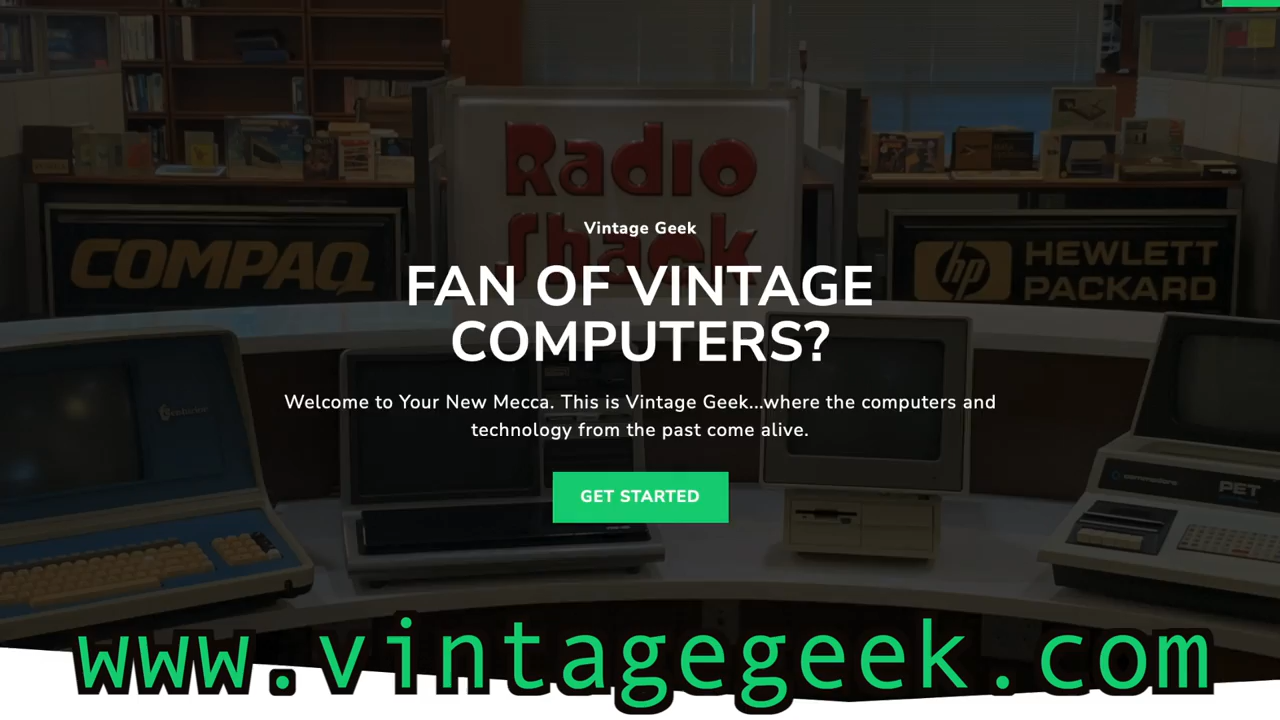 Radio
Shack
COMPAQ
hp HEWLETT
PACKARD
Vintage Geek
FAN OF VINTAGE
COMPUTERS?
Welcome to Your New Mecca. This is Vintage Geek...where the computers and
technology from the past come alive.
GET STARTED
commodore
PET
www.vintagegeek.com